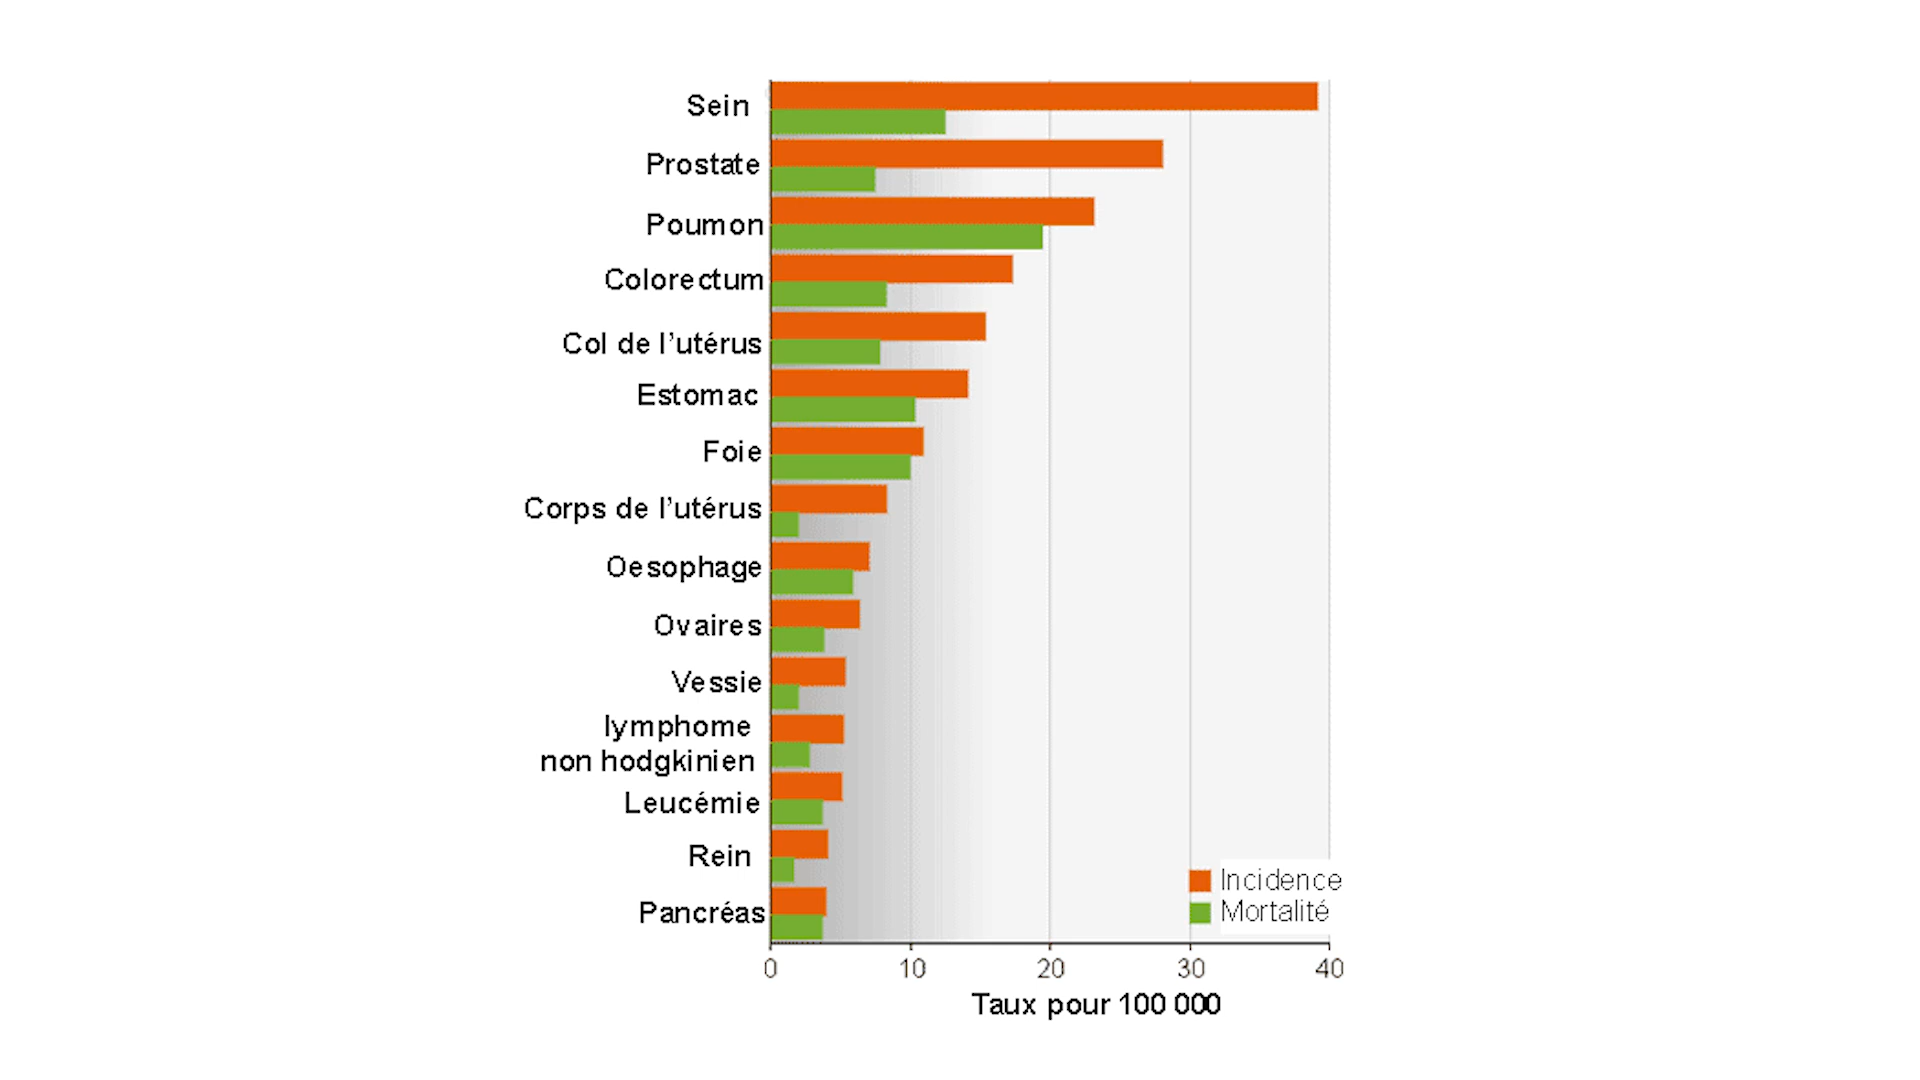 Sein
Prostate
Poumon
Colorectum
Col de l’utérus
Estomac
Foie
Corps de l’utérus
Oesophage
Ovaires
Vessie
lymphome
non hodgkinien
Leucémie
Rein
Pancréas
Incidence
Mortalité
0 10 20 30 40
Taux pour 100 000